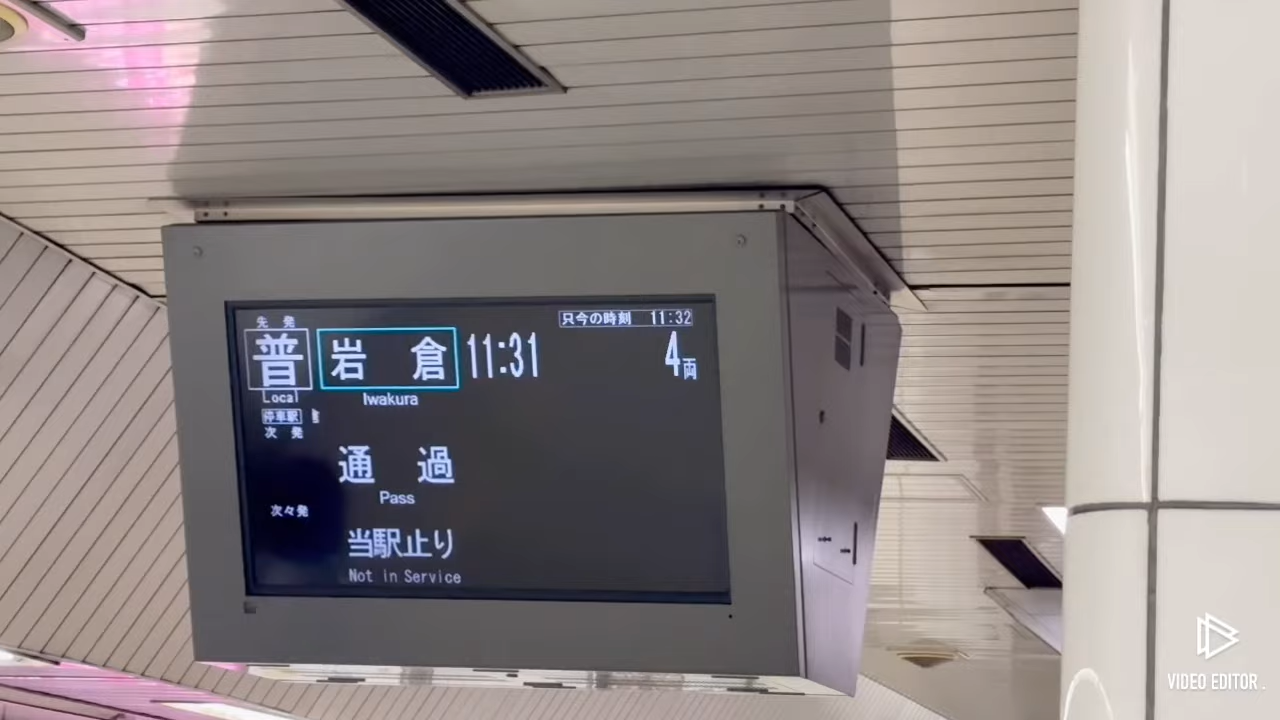 只今の時刻 11:32
先発
普 岩倉 11:31 4両
Local Iwakura
停車駅
次発
通過
Pass
次々発
当駅止り
Not in Service
VIDEO EDITOR.